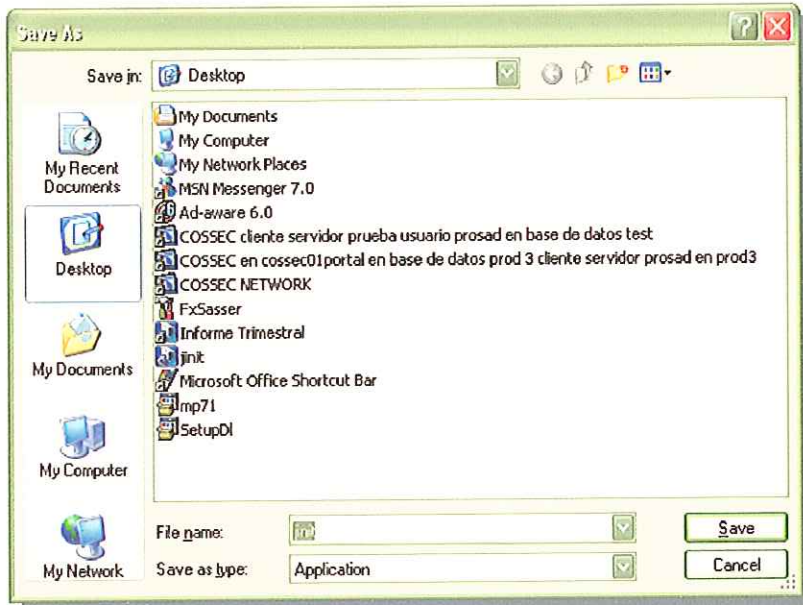 Save As
Save in: Desktop
My Recent
Documents
Desktop
My Documents
My Computer
My Network
My Documents
My Computer
My Network Places
MSN Messenger 7.0
Ad-aware 6.0
COSSEC cliente servidor prueba usuario prosad en base de datos test
COSSEC en cossec01portal en base de datos prod 3 cliente servidor prosad en prod3
COSSEC NETWORK
FxSasser
Informe Trimestral
jinit
Microsoft Office Shortcut Bar
mp71
SetupDl
File name:
Save
Save as type: Application
Cancel